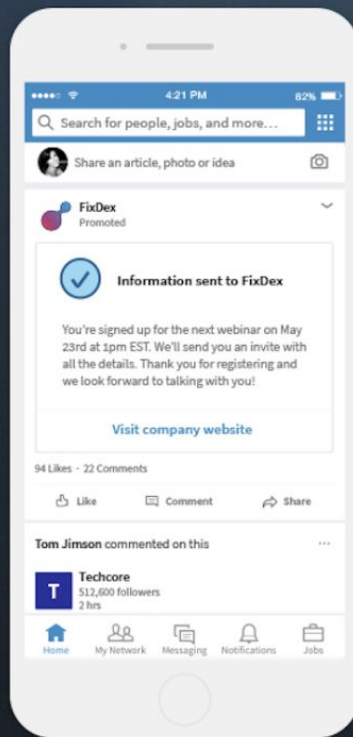 4:21 PM
82%
Search for people, jobs, and more...
Share an article, photo or idea
FixDex
Promoted
Information sent to FixDex
You're signed up for the next webinar on May
23rd at 1pm EST. We'll send you an invite with
all the details. Thank you for registering and
we look forward to talking with you!
Visit company website
94 Likes · 22 Comments
Like
Comment
Share
Tom Jimson commented on this
T
Techcore
512,600 followers
2 hrs
Home
My Network
Messaging
Notifications
Jobs